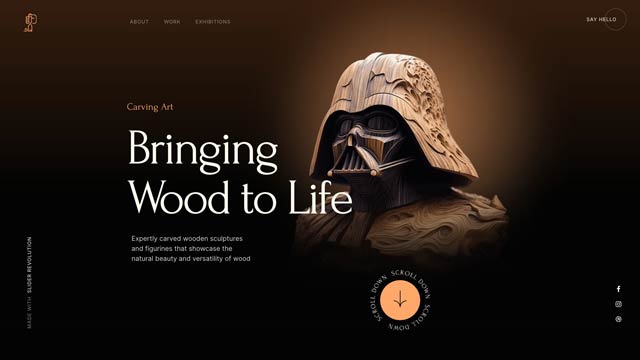 ABOUT
WORK
EXHIBITIONS
SAY HELLO
Carving Art
Bringing
Wood to Life
Expertly carved wooden sculptures
and figurines that showcase the
natural beauty and versatility of wood
SCROLL DOWN SCROLL DOWN SCROLL DOWN
MADE WITH SLIDER REVOLUTION